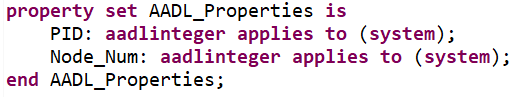 property set AADL_Properties is
PID: aadlinteger applies to (system);
Node_Num: aadlinteger applies to (system);
end AADL_Properties;